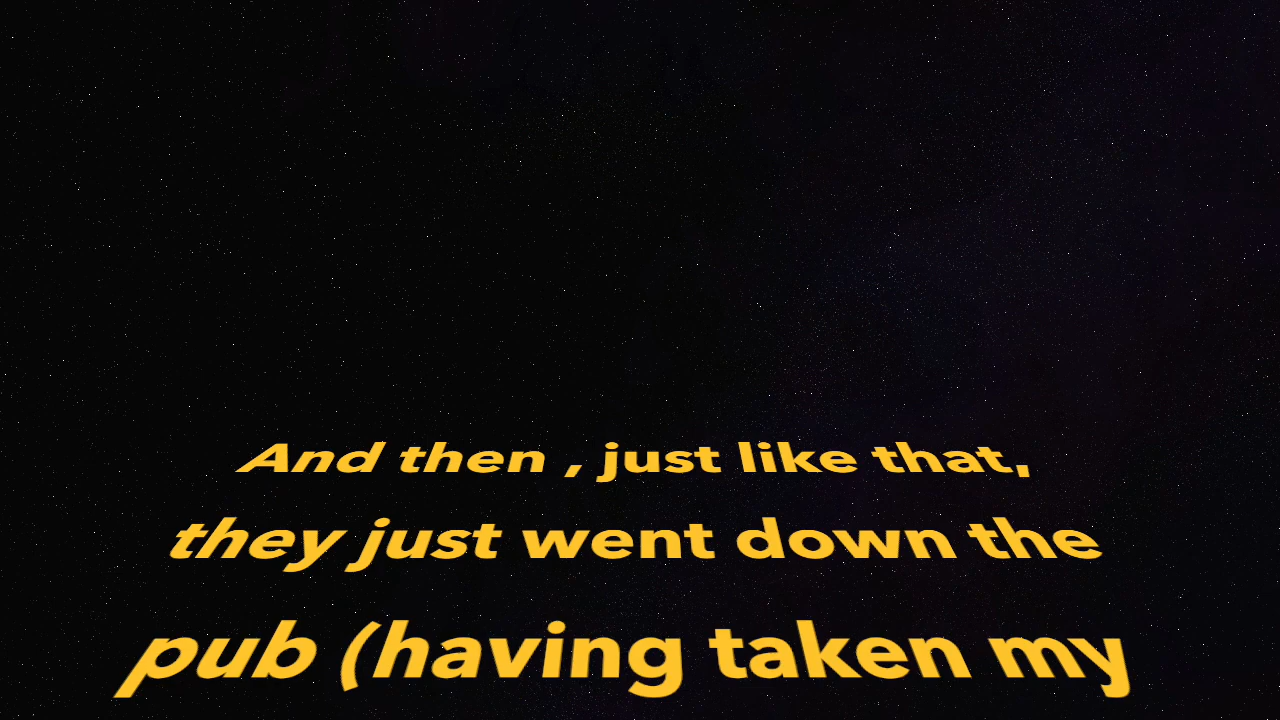 And then , just like that,
they just went down the
pub (having taken my